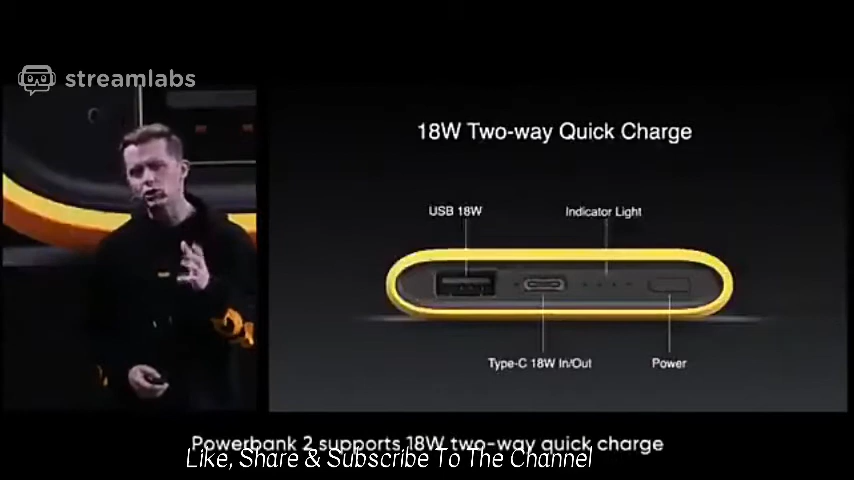 streamlabs
18W Two-way Quick Charge
USB 18W
Indicator Light
Type-C 18W In/Out
Power
Powerbank 2 supports 18W two-way quick charge
Like, Share & Subscribe To The Channel